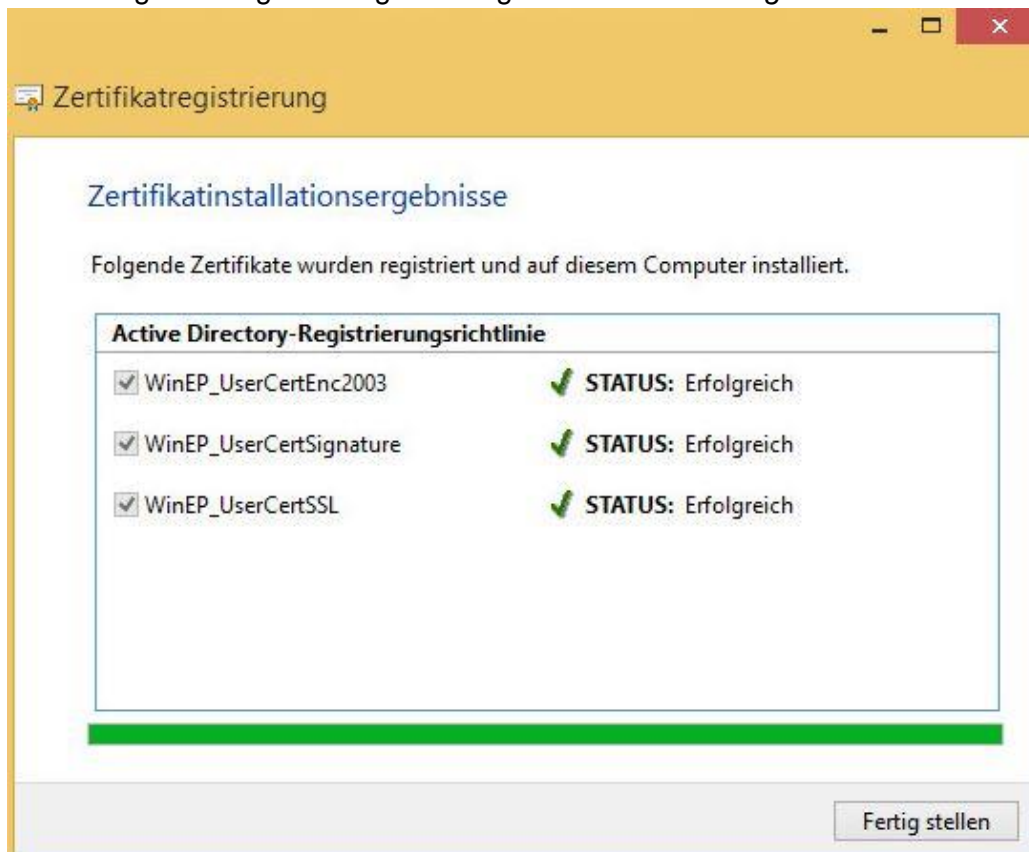 Zertifikatregistrierung
Zertifikatinstallationsergebnisse
Folgende Zertifikate wurden registriert und auf diesem Computer installiert.
Active Directory-Registrierungsrichtlinie
WinEP_UserCertEnc2003 STATUS: Erfolgreich
WinEP_UserCertSignature STATUS: Erfolgreich
WinEP_UserCertSSL STATUS: Erfolgreich
Fertig stellen